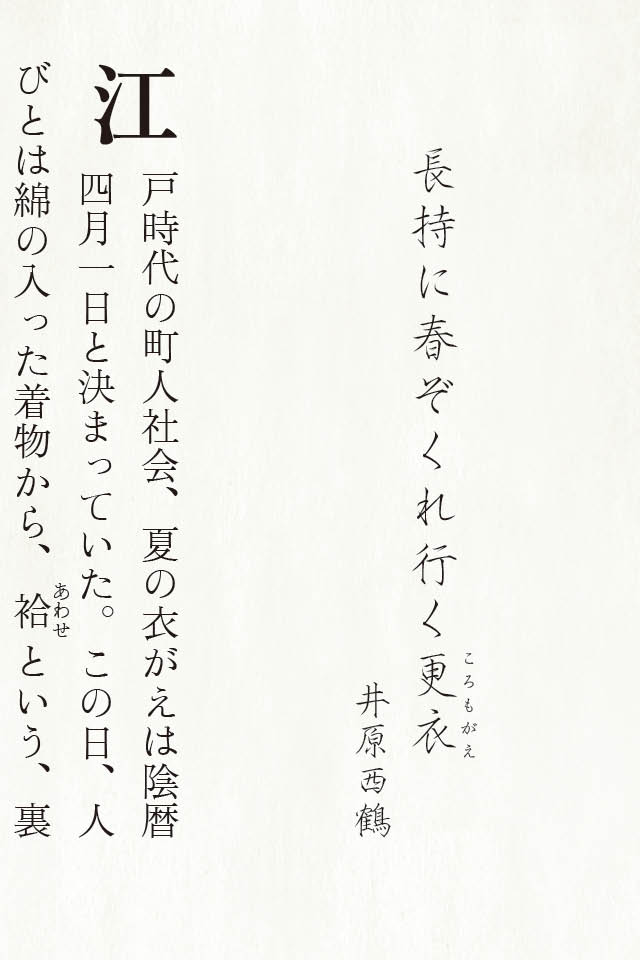 長持に春ぞくれ行く更衣
ころもがえ
井原西鶴
江戸時代の町人社会、夏の衣がえは陰暦
四月一日と決まっていた。この日、人
びとは綿の入った着物から、袷という、裏
あわせ